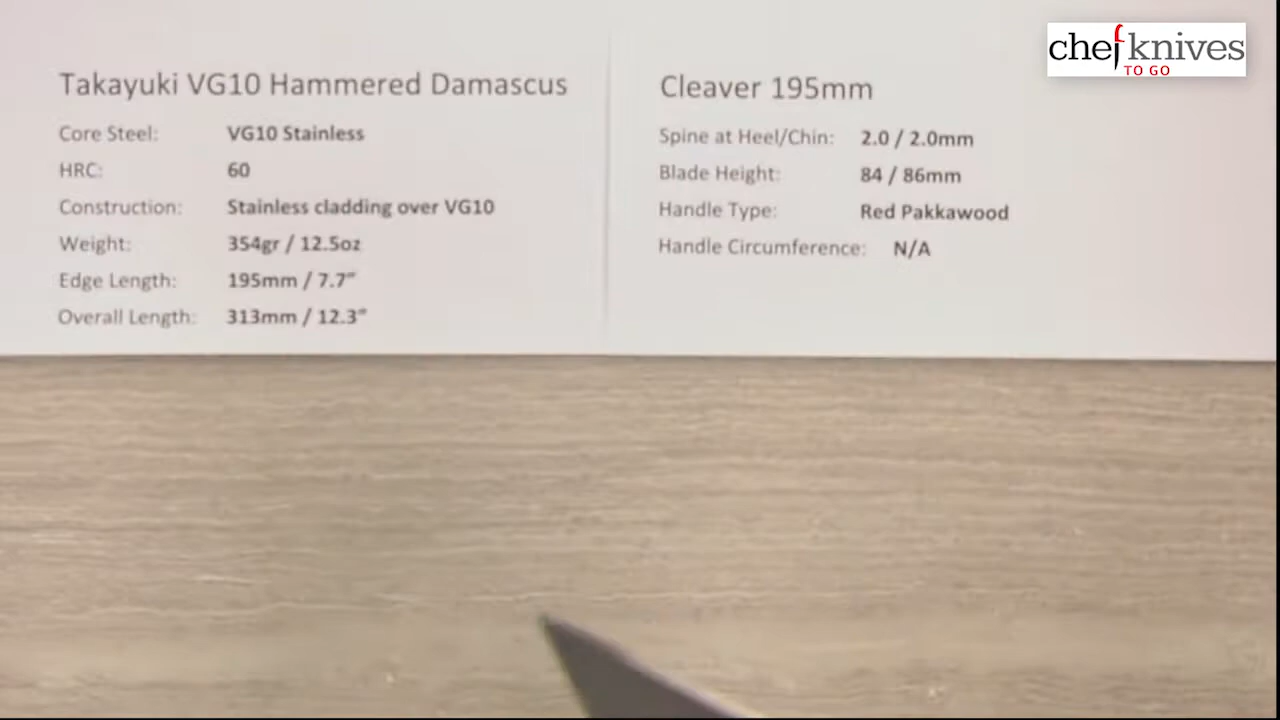 chef knives
TO GO
Takayuki VG10 Hammered Damascus
Core Steel: VG10 Stainless
HRC: 60
Construction: Stainless cladding over VG10
Weight: 354gr / 12.5oz
Edge Length: 195mm / 7.7”
Overall Length: 313mm / 12.3”
Cleaver 195mm
Spine at Heel/Chin: 2.0 / 2.0mm
Blade Height: 84 / 86mm
Handle Type: Red Pakkawood
Handle Circumference: N/A